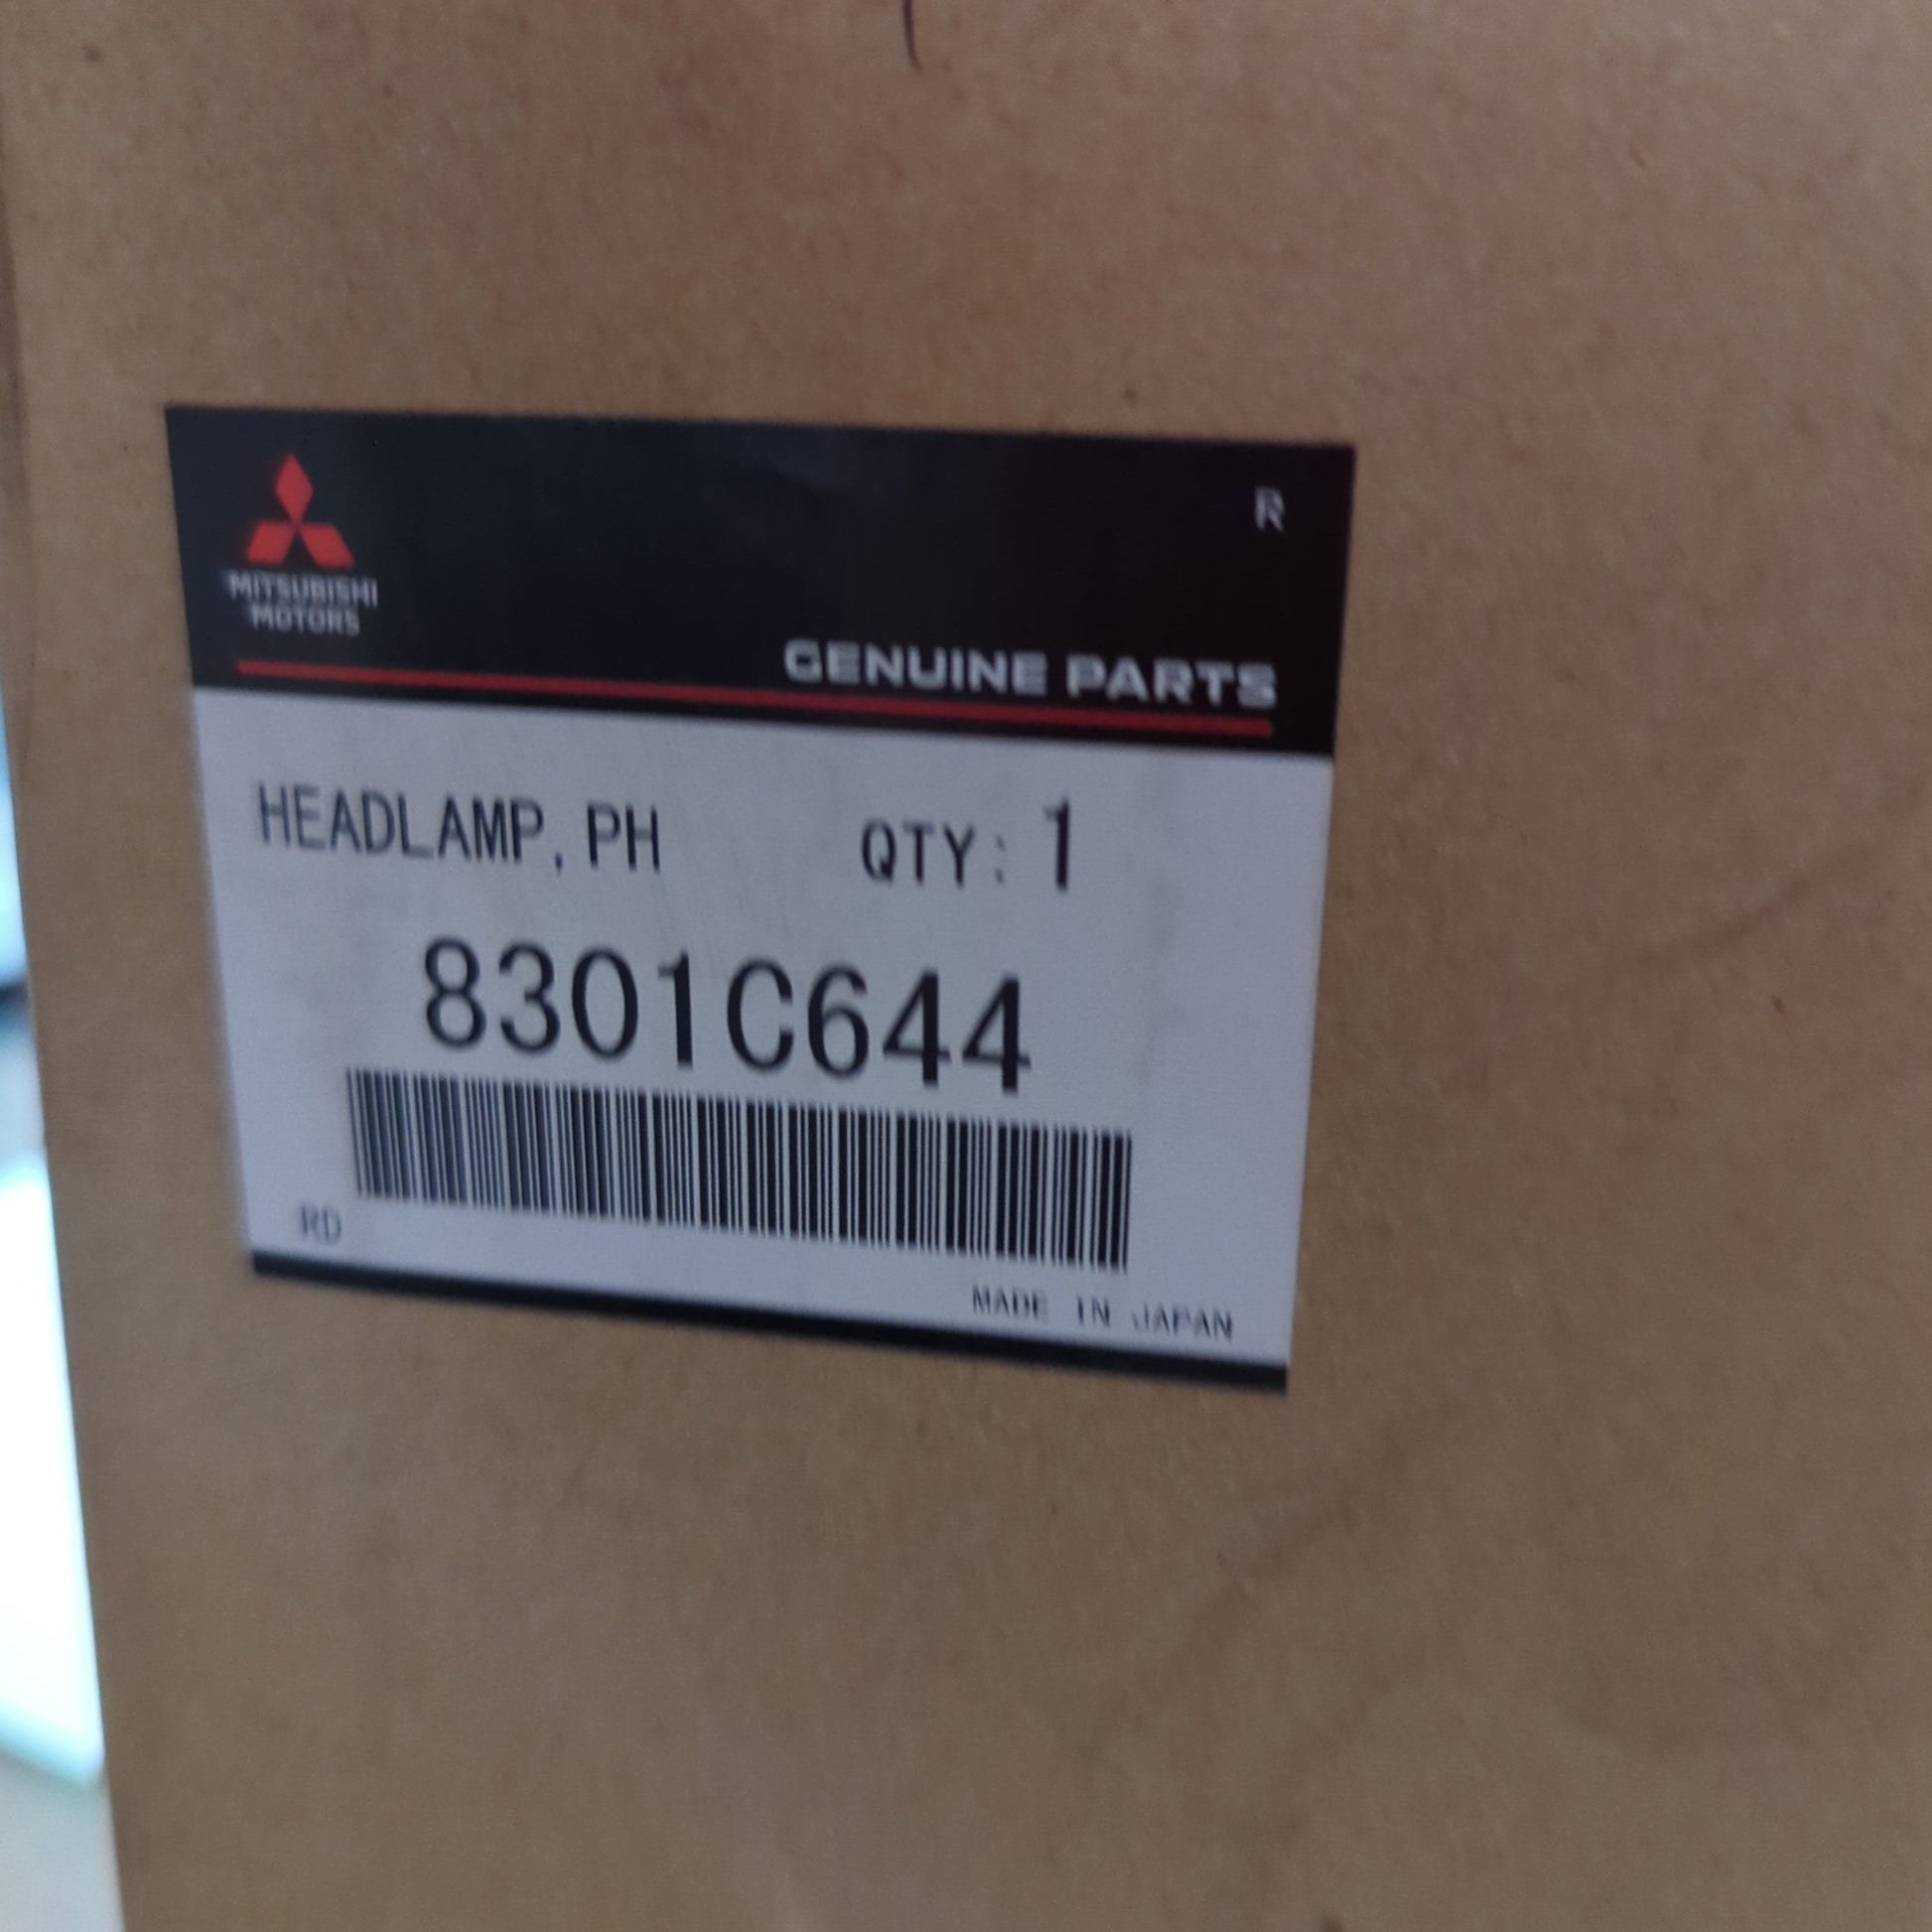 R
MITSUBISHI
MOTORS
GENUINE PARTS
HEADLAMP, PH QTY: 1
8301C644
RD
MADE IN JAPAN